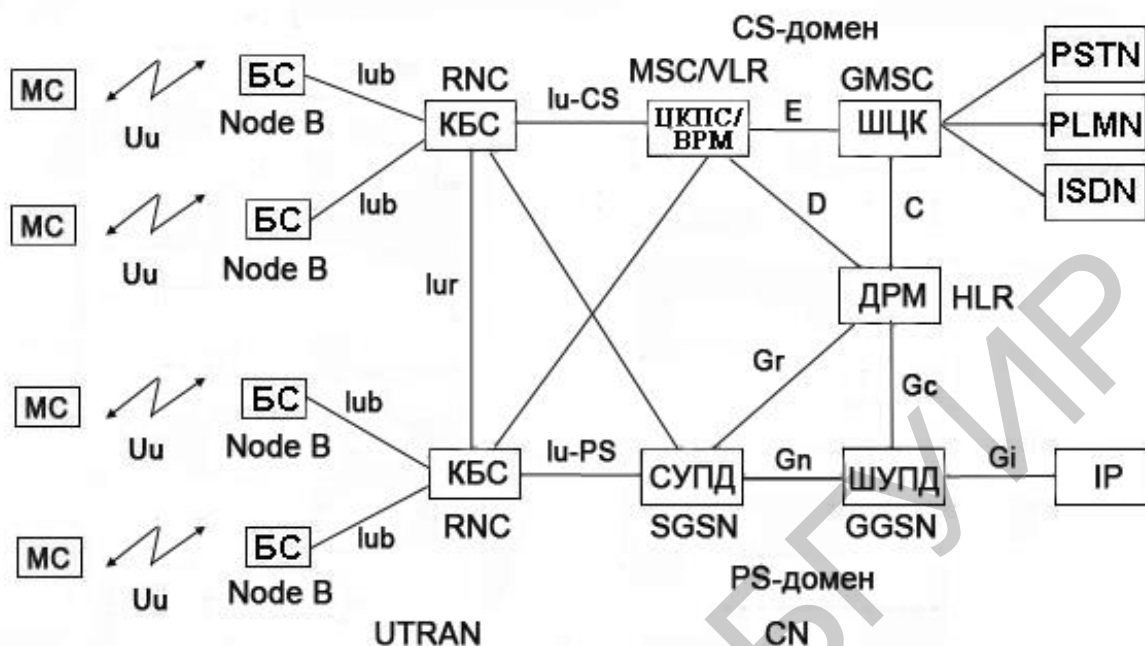 CS-домен
RNC
MSC/VLR
GMSC
PSTN
МС
Uu
БС
Node B
Iub
КБС
Iu-CS
ЦКПС/
ВРМ
E
ШЦК
PLMN
ISDN
МС
Uu
БС
Node B
Iub
Iur
D
C
ДРМ
HLR
Gr
Gc
МС
Uu
БС
Node B
Iub
КБС
RNC
Iu-PS
СУПД
SGSN
Gn
ШУПД
GGSN
Gi
IP
МС
Uu
БС
Node B
Iub
PS-домен
UTRAN
CN
БГУИР